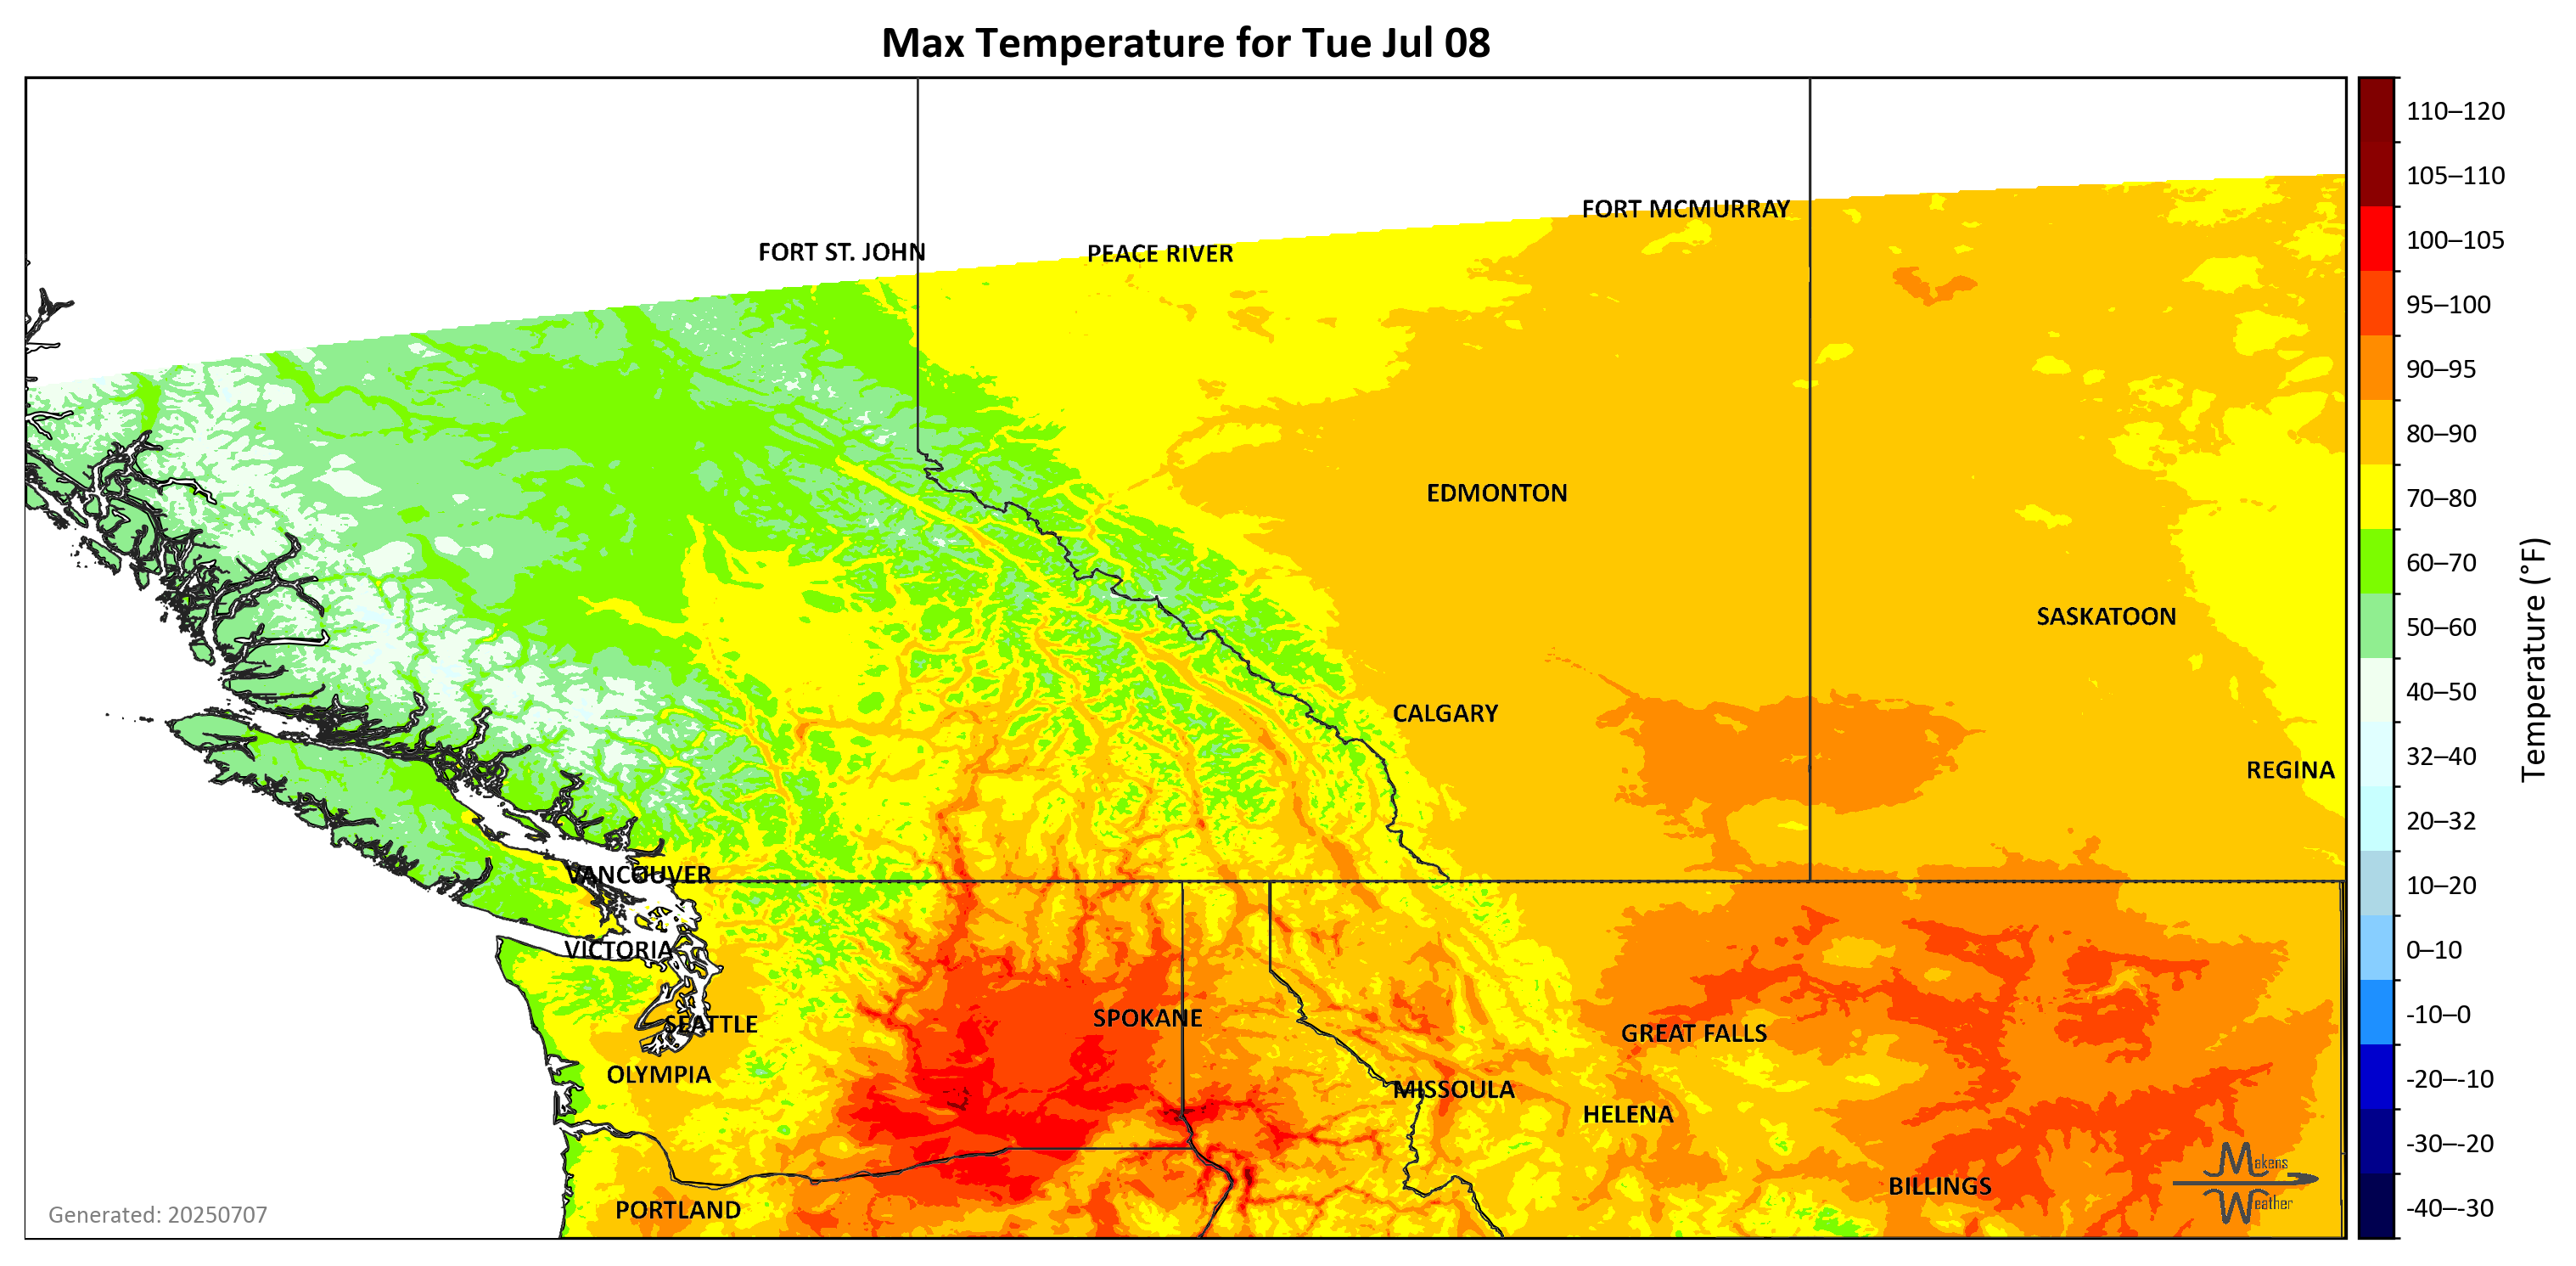 Max Temperature for Tue Jul 08
110–120
105–110
FORT MCMURRAY
100–105
FORT ST. JOHN
PEACE RIVER
95–100
90–95
80–90
EDMONTON
70–80
60–70
SASKATOON
50–60
Temperature (°F)
40–50
CALGARY
32–40
REGINA
20–32
VANCOUVER
10–20
VICTORIA
0–10
SEATTLE
SPOKANE
-10–0
GREAT FALLS
OLYMPIA
MISSOULA
-20–-10
HELENA
-30–-20
Makens
Weather
BILLINGS
PORTLAND
-40–-30
Generated: 20250707